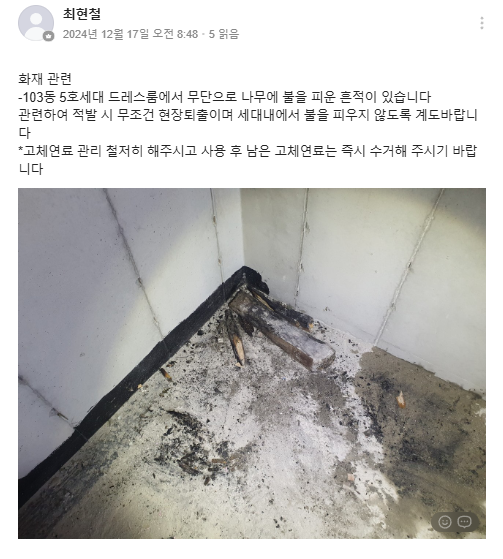 최현철
2024년 12월 17일 오전 8:48 · 5 읽음
화재 관련
-103동 5호세대 드레스룸에서 무단으로 나무에 불을 피운 흔적이 있습니다
관련하여 적발 시 무조건 현장퇴출이며 세대내에서 불을 피우지 않도록 계도바랍니
다
*고체연료 관리 철저히 해주시고 사용 후 남은 고체연료는 즉시 수거해 주시기 바랍
니다